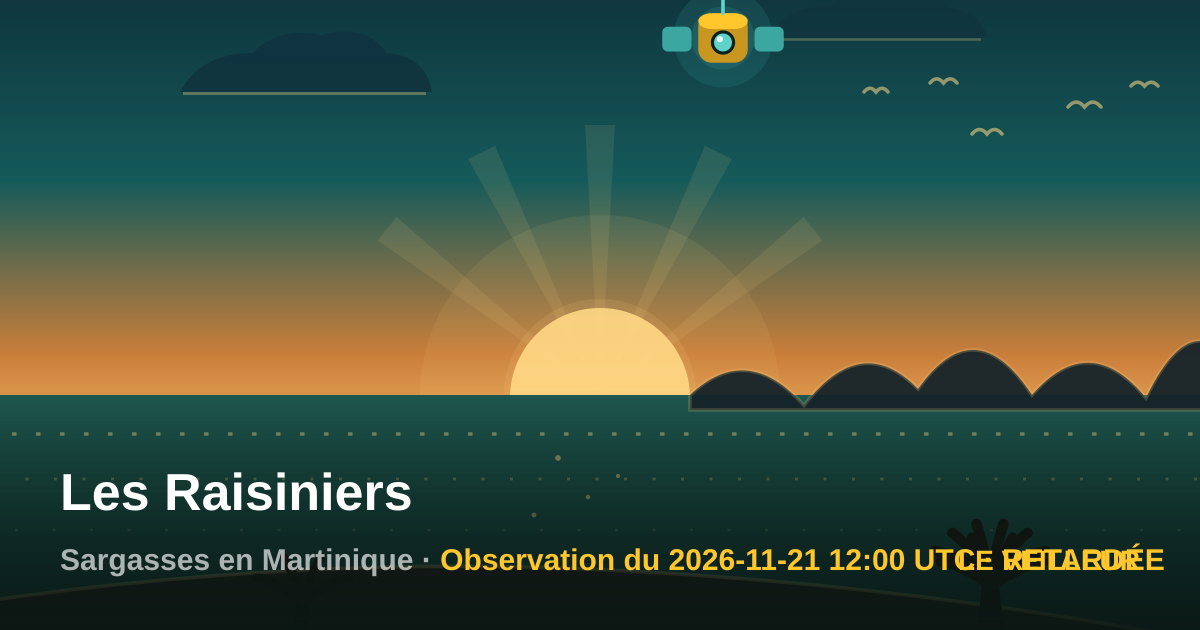 Les Raisiniers
Sargasses en Martinique · Observation du 2026-11-21 12:00 UTC